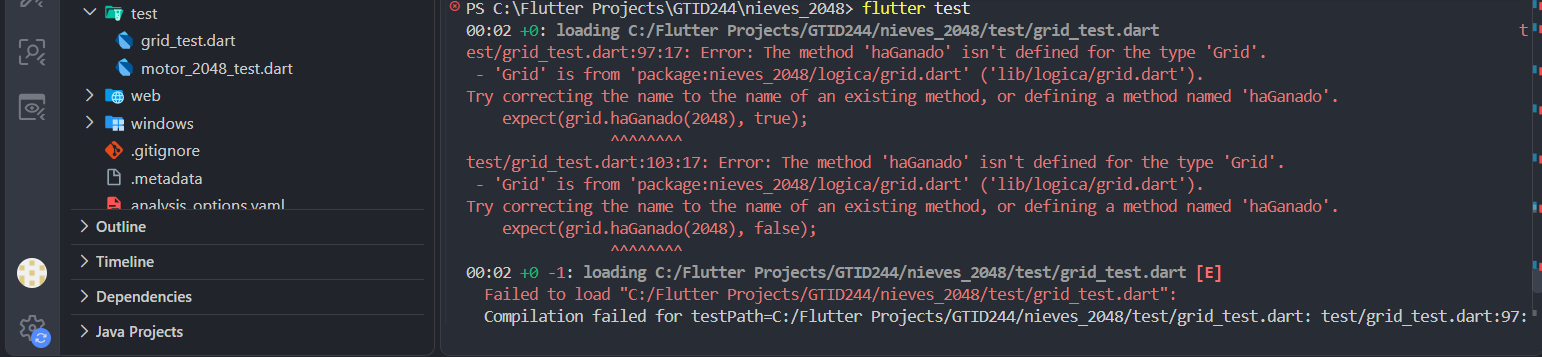 test
grid_test.dart
motor_2048_test.dart
web
windows
.gitignore
.metadata
analysis_options.yaml
Outline
Timeline
Dependencies
Java Projects
PS C:\Flutter Projects\GTID244\nieves_2048> flutter test
00:02 +0: loading C:/Flutter Projects/GTID244/nieves_2048/test/grid_test.dart t
est/grid_test.dart:97:17: Error: The method 'haGanado' isn't defined for the type 'Grid'.
- 'Grid' is from 'package:nieves_2048/logica/grid.dart' ('lib/logica/grid.dart').
Try correcting the name to the name of an existing method, or defining a method named 'haGanado'.
expect(grid.haGanado(2048), true);
^^^^^^^^
test/grid_test.dart:103:17: Error: The method 'haGanado' isn't defined for the type 'Grid'.
- 'Grid' is from 'package:nieves_2048/logica/grid.dart' ('lib/logica/grid.dart').
Try correcting the name to the name of an existing method, or defining a method named 'haGanado'.
expect(grid.haGanado(2048), false);
^^^^^^^^
00:02 +0 -1: loading C:/Flutter Projects/GTID244/nieves_2048/test/grid_test.dart [E]
Failed to load "C:/Flutter Projects/GTID244/nieves_2048/test/grid_test.dart":
Compilation failed for testPath=C:/Flutter Projects/GTID244/nieves_2048/test/grid_test.dart: test/grid_test.dart:97: